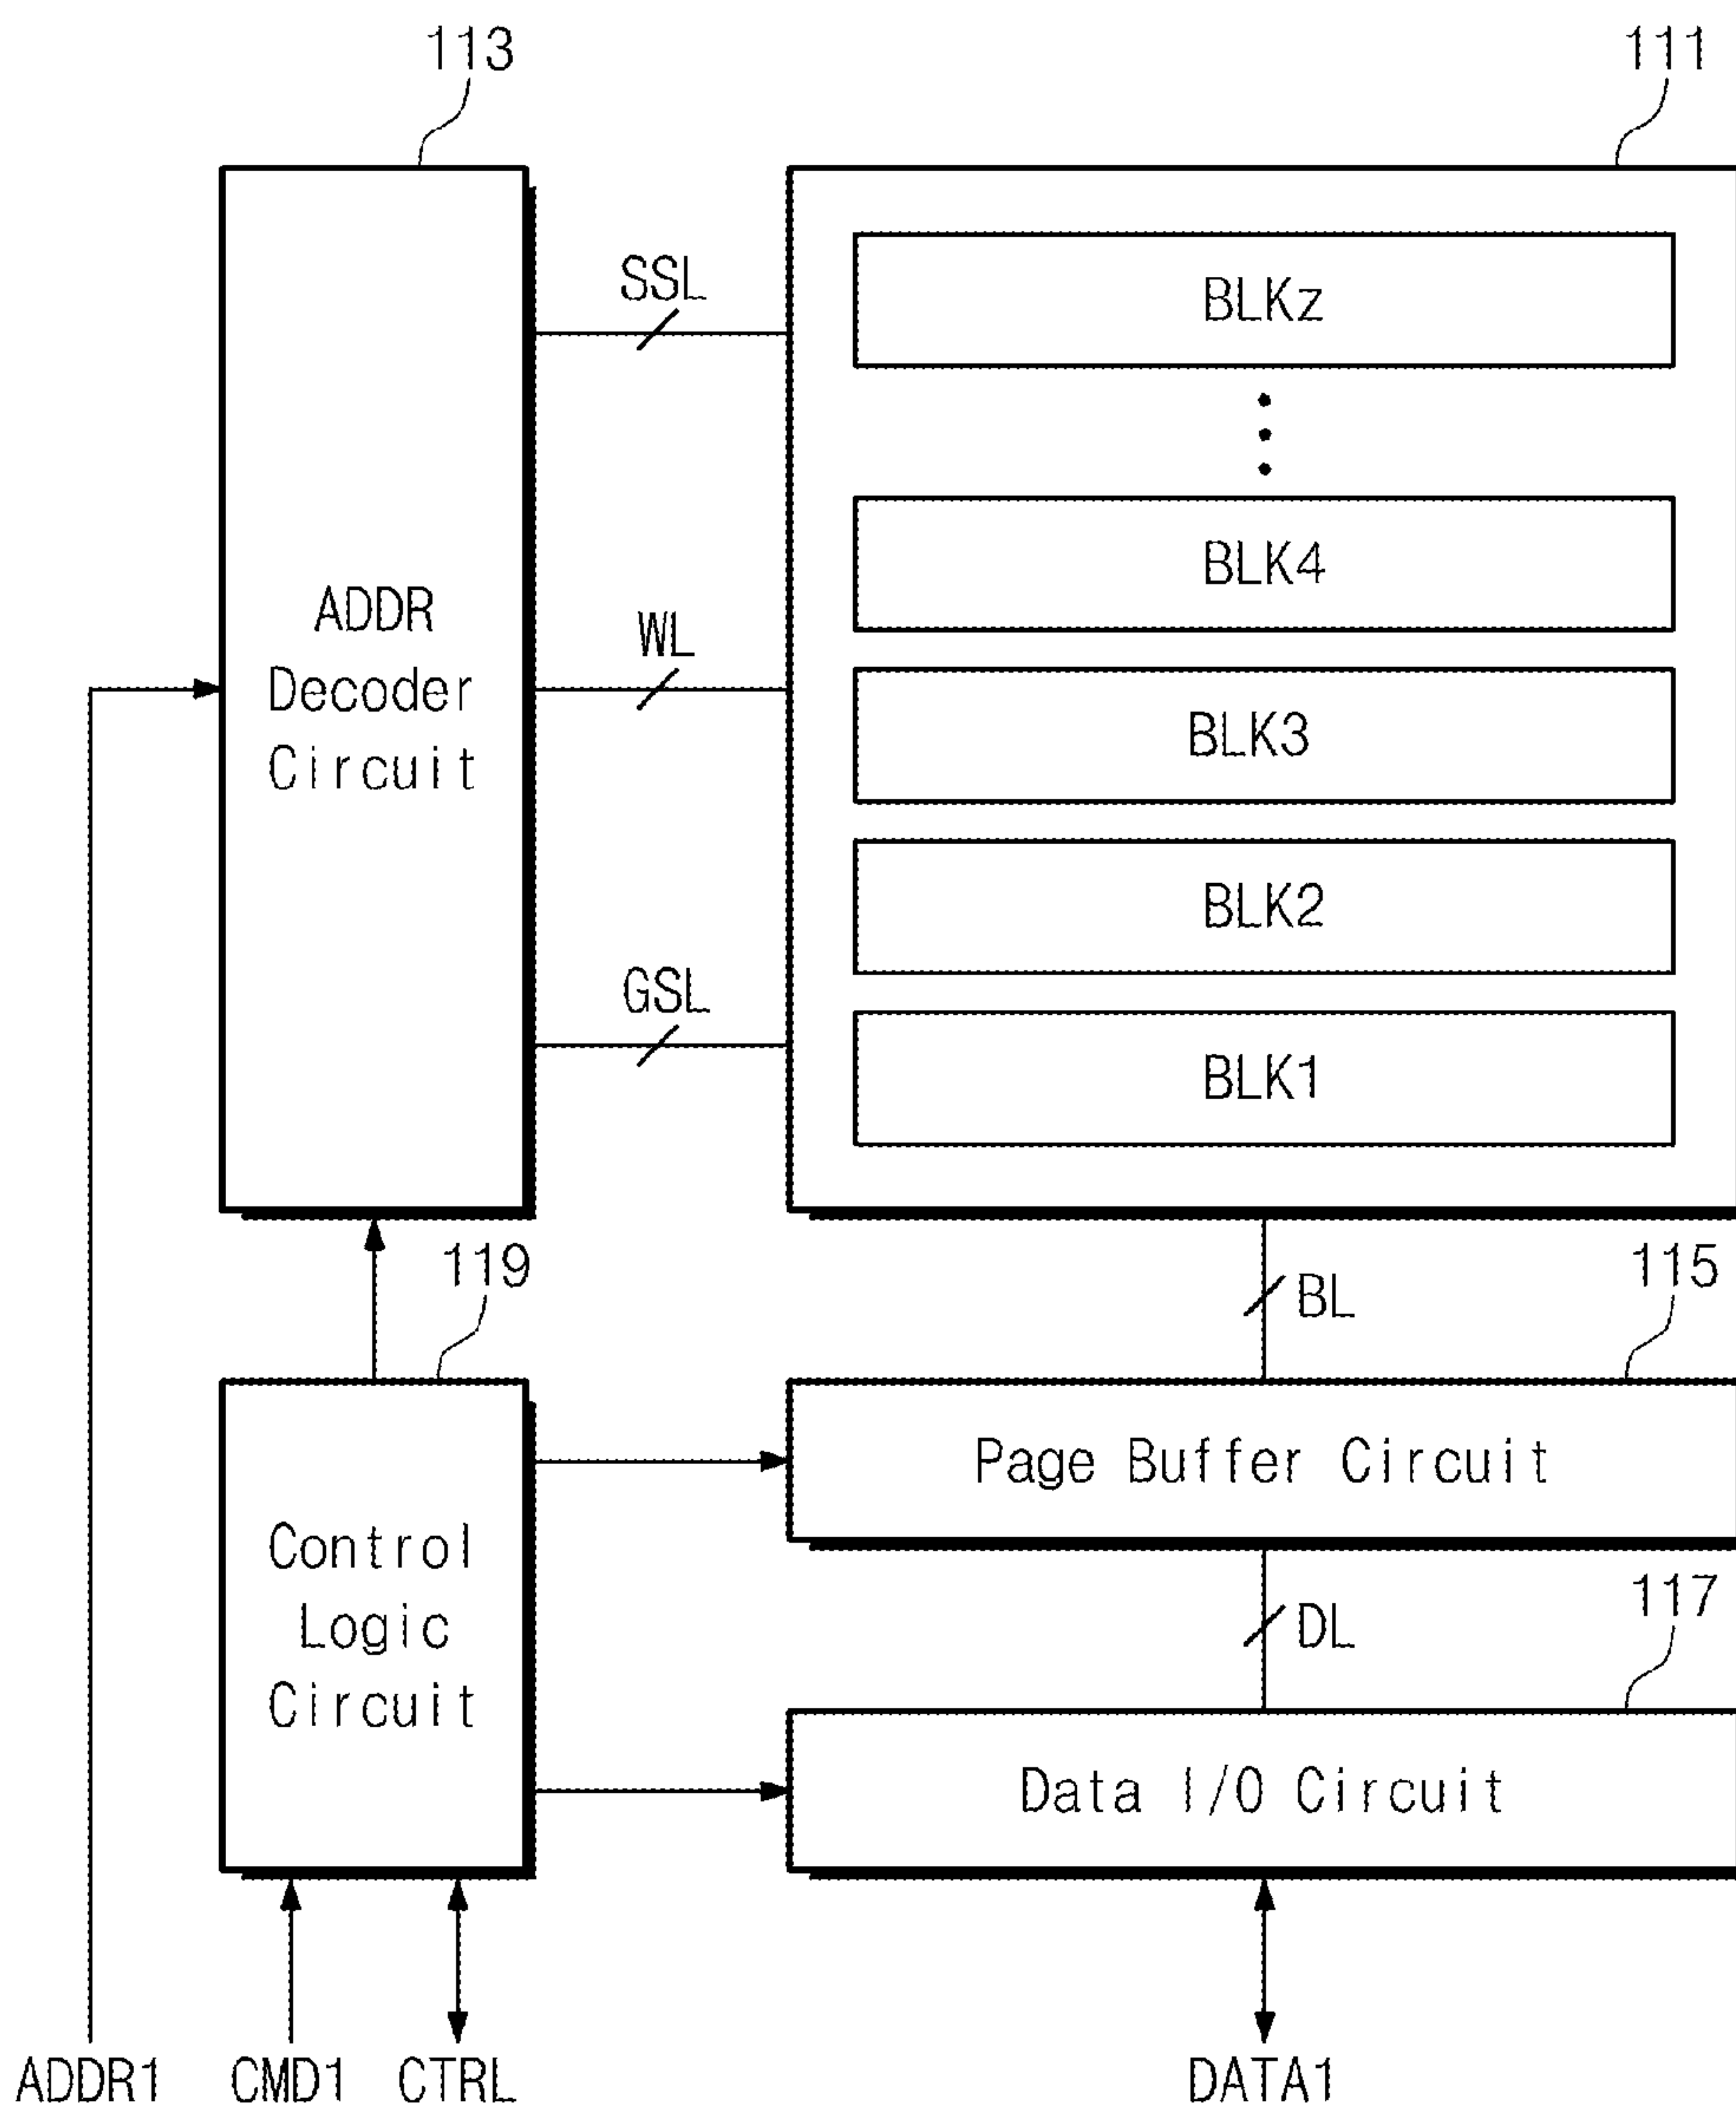 113
111
SSL
BLKz
BLK4
ADDR
Decoder
Circuit
WL
BLK3
BLK2
GSL
BLK1
119
BL
115
Page Buffer Circuit
Control
Logic
Circuit
DL
117
Data I/O Circuit
ADDR1
CMD1
CTRL
DATA1